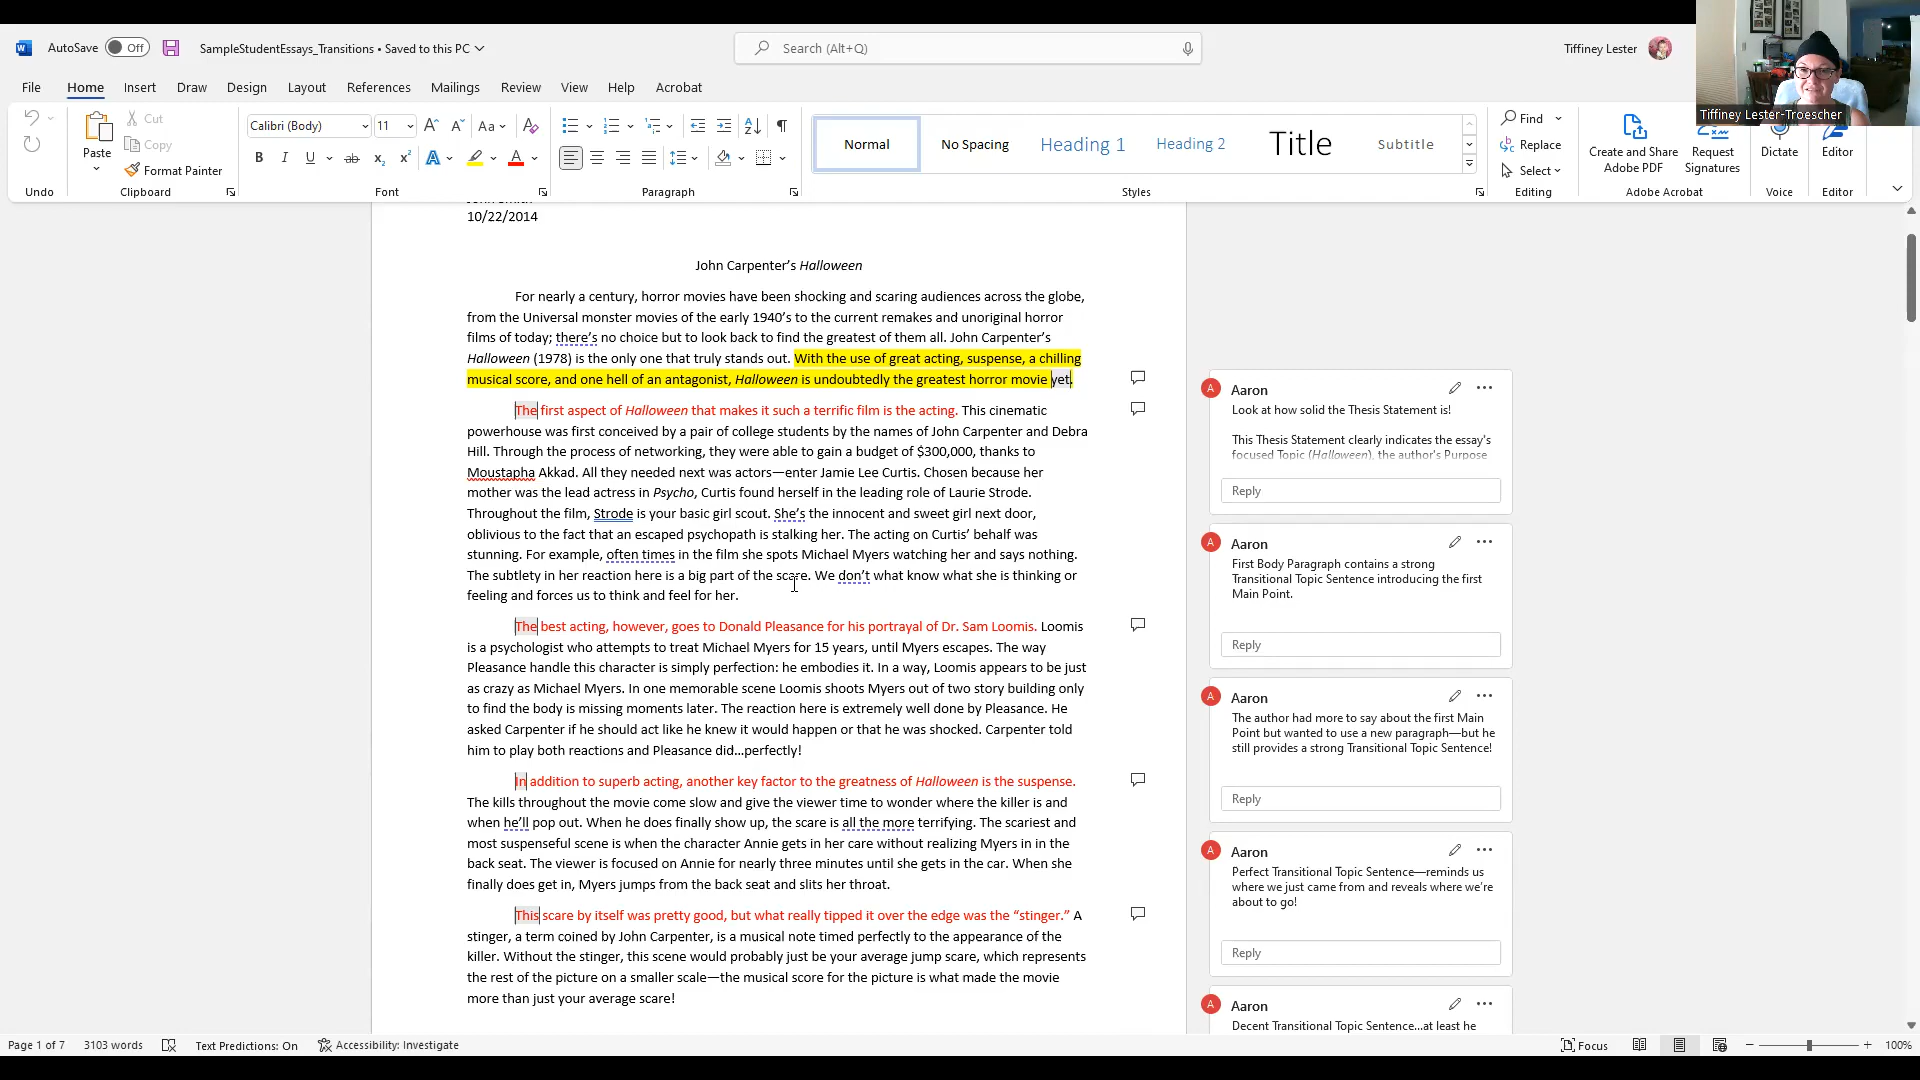 AutoSave Off SampleStudentEssays_Transitions • Saved to this PC Search (Alt+Q) Tiffiney Lester
Tiffiney Lester-Troescher
File Home Insert Draw Design Layout References Mailings Review View Help Acrobat
Undo
Paste
Cut
Copy
Format Painter
Clipboard
Calibri (Body) 11
Font
Paragraph
Normal No Spacing Heading 1 Heading 2 Title Subtitle
Styles
Find
Replace
Select
Editing
Create and Share
Adobe PDF
Request
Signatures
Adobe Acrobat
Dictate
Voice
Editor
Editor
10/22/2014
John Carpenter's Halloween
For nearly a century, horror movies have been shocking and scaring audiences across the globe,
from the Universal monster movies of the early 1940's to the current remakes and unoriginal horror
films of today; there's no choice but to look back to find the greatest of them all. John Carpenter's
Halloween (1978) is the only one that truly stands out. With the use of great acting, suspense, a chilling
musical score, and one hell of an antagonist, Halloween is undoubtedly the greatest horror movie yet.
The first aspect of Halloween that makes it such a terrific film is the acting. This cinematic
powerhouse was first conceived by a pair of college students by the names of John Carpenter and Debra
Hill. Through the process of networking, they were able to gain a budget of $300,000, thanks to
Moustapha Akkad. All they needed next was actors—enter Jamie Lee Curtis. Chosen because her
mother was the lead actress in Psycho, Curtis found herself in the leading role of Laurie Strode.
Throughout the film, Strode is your basic girl scout. She's the innocent and sweet girl next door,
oblivious to the fact that an escaped psychopath is stalking her. The acting on Curtis' behalf was
stunning. For example, often times in the film she spots Michael Myers watching her and says nothing.
The subtlety in her reaction here is a big part of the scare. We don't what know what she is thinking or
feeling and forces us to think and feel for her.
The best acting, however, goes to Donald Pleasance for his portrayal of Dr. Sam Loomis. Loomis
is a psychologist who attempts to treat Michael Myers for 15 years, until Myers escapes. The way
Pleasance handle this character is simply perfection: he embodies it. In a way, Loomis appears to be just
as crazy as Michael Myers. In one memorable scene Loomis shoots Myers out of two story building only
to find the body is missing moments later. The reaction here is extremely well done by Pleasance. He
asked Carpenter if he should act like he knew it would happen or that he was shocked. Carpenter told
him to play both reactions and Pleasance did…perfectly!
In addition to superb acting, another key factor to the greatness of Halloween is the suspense.
The kills throughout the movie come slow and give the viewer time to wonder where the killer is and
when he'll pop out. When he does finally show up, the scare is all the more terrifying. The scariest and
most suspenseful scene is when the character Annie gets in her care without realizing Myers in in the
back seat. The viewer is focused on Annie for nearly three minutes until she gets in the car. When she
finally does get in, Myers jumps from the back seat and slits her throat.
This scare by itself was pretty good, but what really tipped it over the edge was the “stinger.” A
stinger, a term coined by John Carpenter, is a musical note timed perfectly to the appearance of the
killer. Without the stinger, this scene would probably just be your average jump scare, which represents
the rest of the picture on a smaller scale—the musical score for the picture is what made the movie
more than just your average scare!
A Aaron
Look at how solid the Thesis Statement is!
This Thesis Statement clearly indicates the essay's
focused Topic (Halloween), the author's Purpose
Reply
A Aaron
First Body Paragraph contains a strong
Transitional Topic Sentence introducing the first
Main Point.
Reply
A Aaron
The author had more to say about the first Main
Point but wanted to use a new paragraph—but he
still provides a strong Transitional Topic Sentence!
Reply
A Aaron
Perfect Transitional Topic Sentence—reminds us
where we just came from and reveals where we're
about to go!
Reply
A Aaron
Decent Transitional Topic Sentence...at least he
Page 1 of 7 3103 words Text Predictions: On Accessibility: Investigate Focus 100%